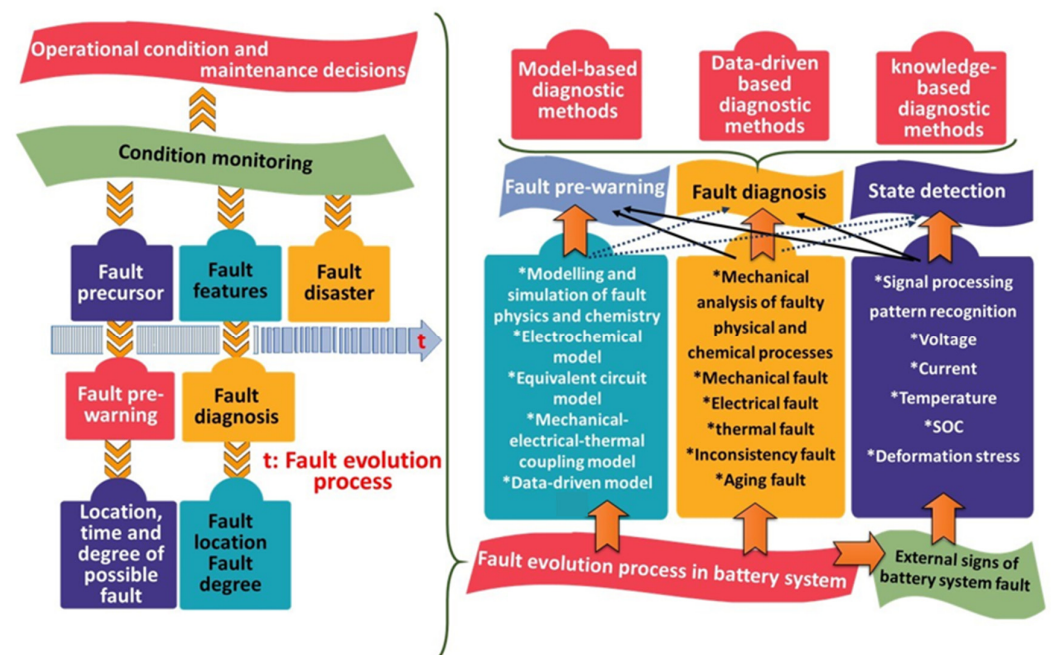 Operational condition and
maintenance decisions
Condition monitoring
Fault
precursor
Fault
features
Fault
disaster
t
Fault pre-
warning
Fault
diagnosis
t: Fault evolution
process
Location,
time and
degree of
possible
fault
Fault
location
Fault
degree
Model-based
diagnostic
methods
Data-driven
based
diagnostic
methods
knowledge-
based
diagnostic
methods
Fault pre-warning
Fault diagnosis
State detection
*Modelling and
simulation of fault
physics and chemistry
*Electrochemical
model
*Equivalent circuit
model
*Mechanical-
electrical-thermal
coupling model
*Data-driven model
*Mechanical
analysis of faulty
physical and
chemical processes
*Mechanical fault
*Electrical fault
*thermal fault
*Inconsistency fault
*Aging fault
*Signal processing
pattern recognition
*Voltage
*Current
*Temperature
*SOC
*Deformation stress
Fault evolution process in battery system
External signs of
battery system fault